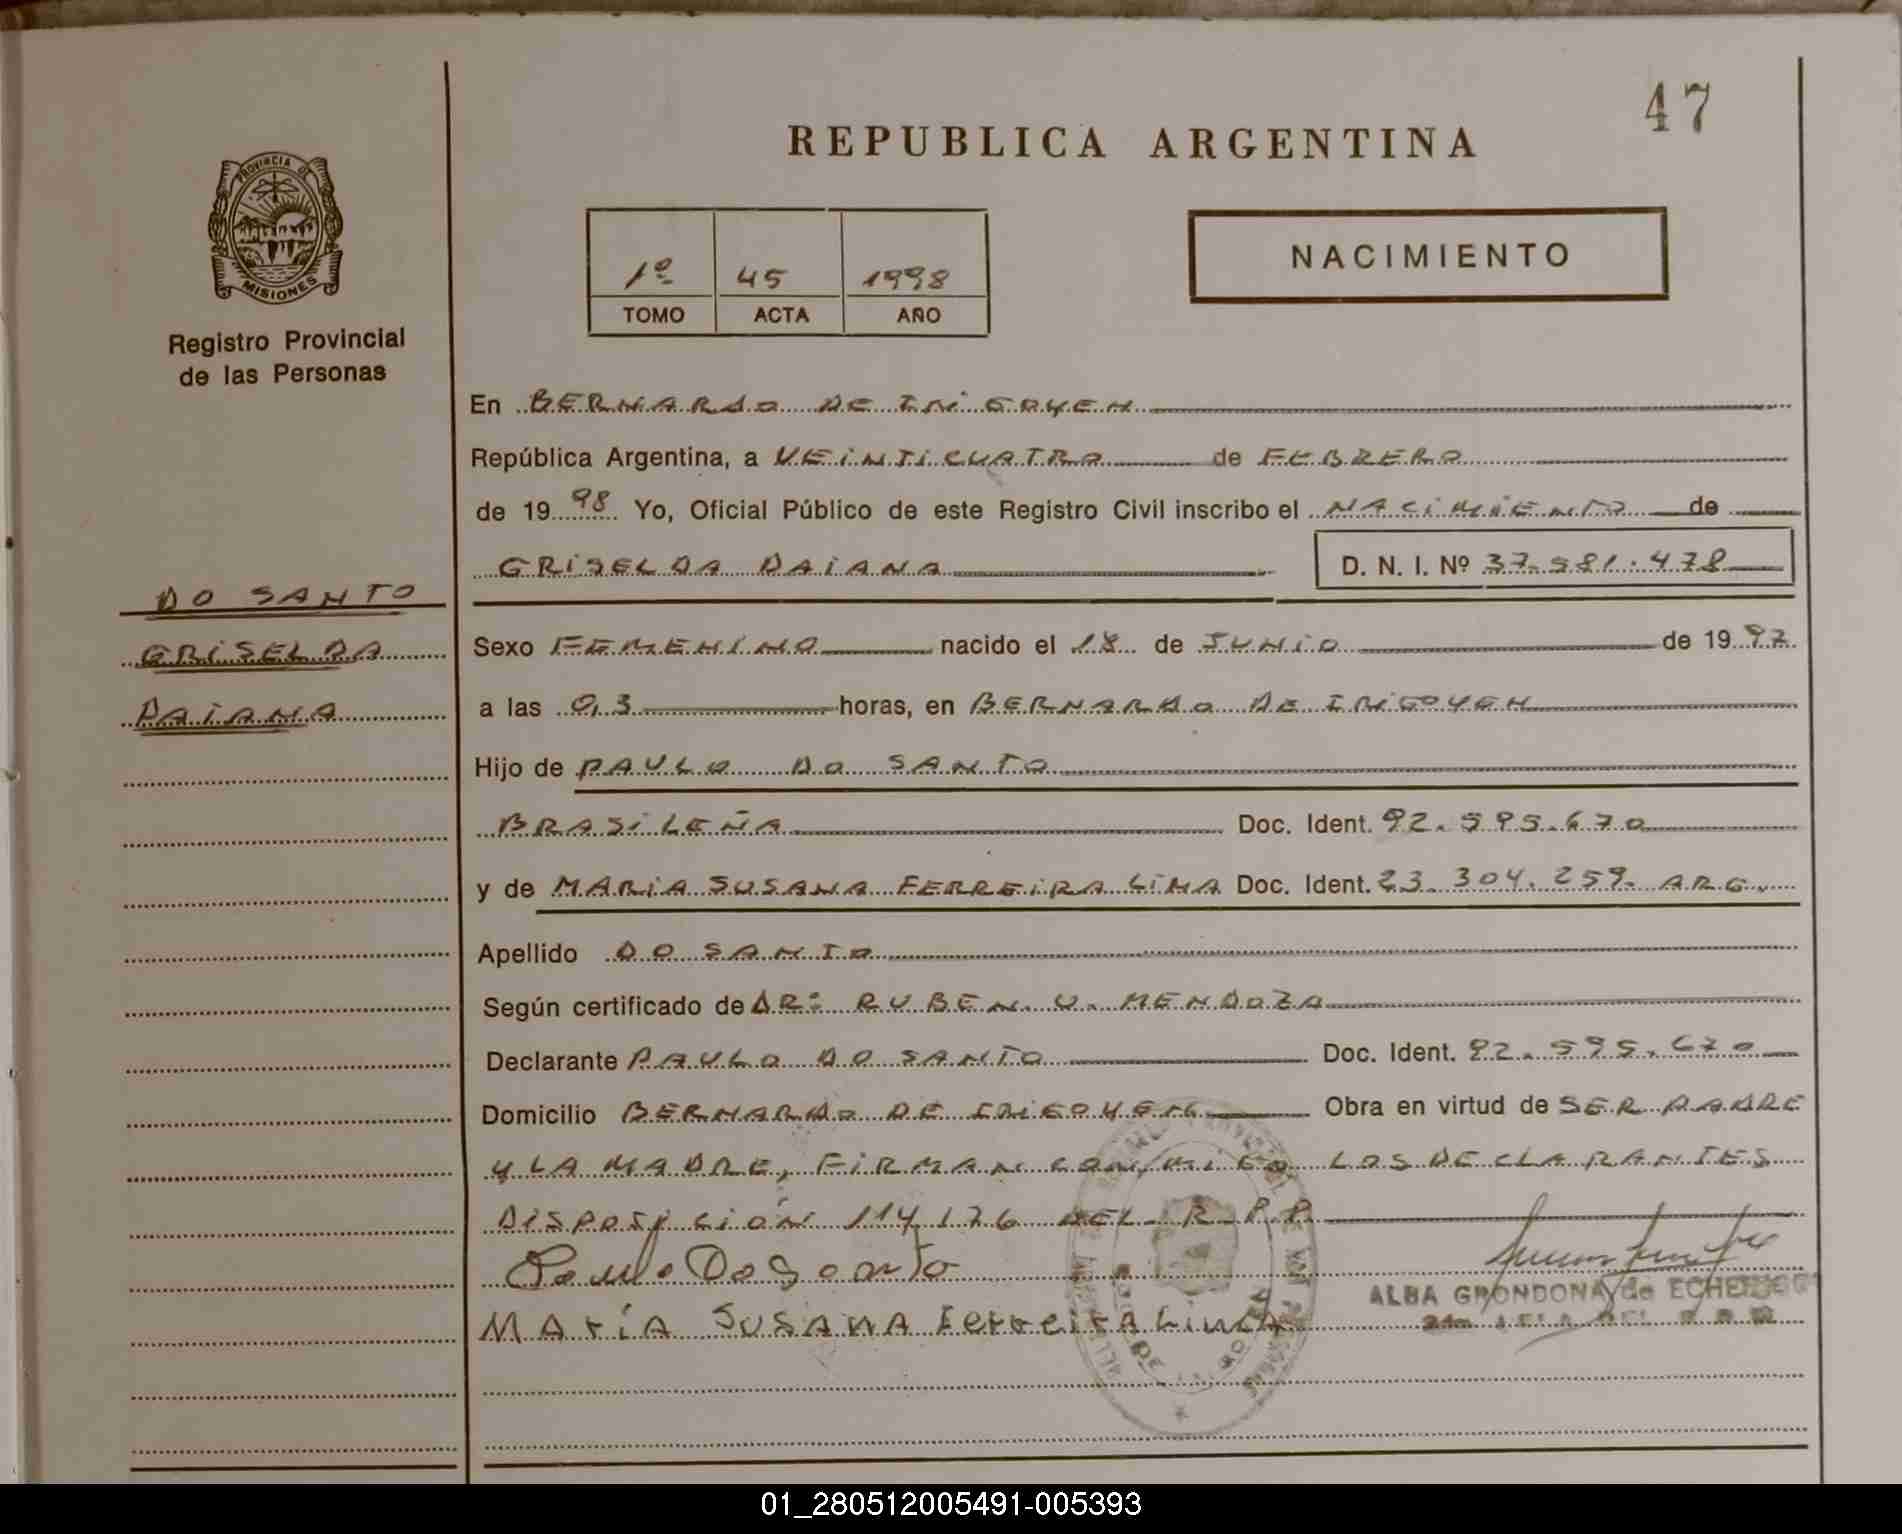 47
REPUBLICA ARGENTINA
PROVINCIA DE
MISIONES
Registro Provincial
de las Personas
1º 45 1998
TOMO ACTA AÑO
NACIMIENTO
En BERNARDO DE IRIGOYEN
República Argentina, a VEINTICUATRO de FEBRERO
de 1998 Yo, Oficial Público de este Registro Civil inscribo el NACIMIENTO de
GRISELDA DAIANA D. N. I. Nº 37.981.478
DO SANTO
GRISELDA
DAIANA
Sexo FEMENINO nacido el 18 de JUNIO de 1997
a las 03 horas, en BERNARDO DE IRIGOYEN
Hijo de PAULO DO SANTO
BRASILEÑA Doc. Ident. 92.595.670
y de MARIA SUSANA FERREIRA LIMA Doc. Ident. 23.304.259. ARG.
Apellido DO SANTO
Según certificado de DR: RUBEN U. MENDOZA
Declarante PAULO DO SANTO Doc. Ident. 92.595.670
Domicilio BERNARDO DE IRIGOYEN Obra en virtud de SER PADRE
Y LA MADRE, FIRMAN CONMIGO LOS DECLARANTES
DISPOSICIÓN 114/76 DEL R.P.P.
Paulo Do Santo
MARÍA SUSANA Ferreira Lima
ALBA GRONDONA de
01_280512005491-005393